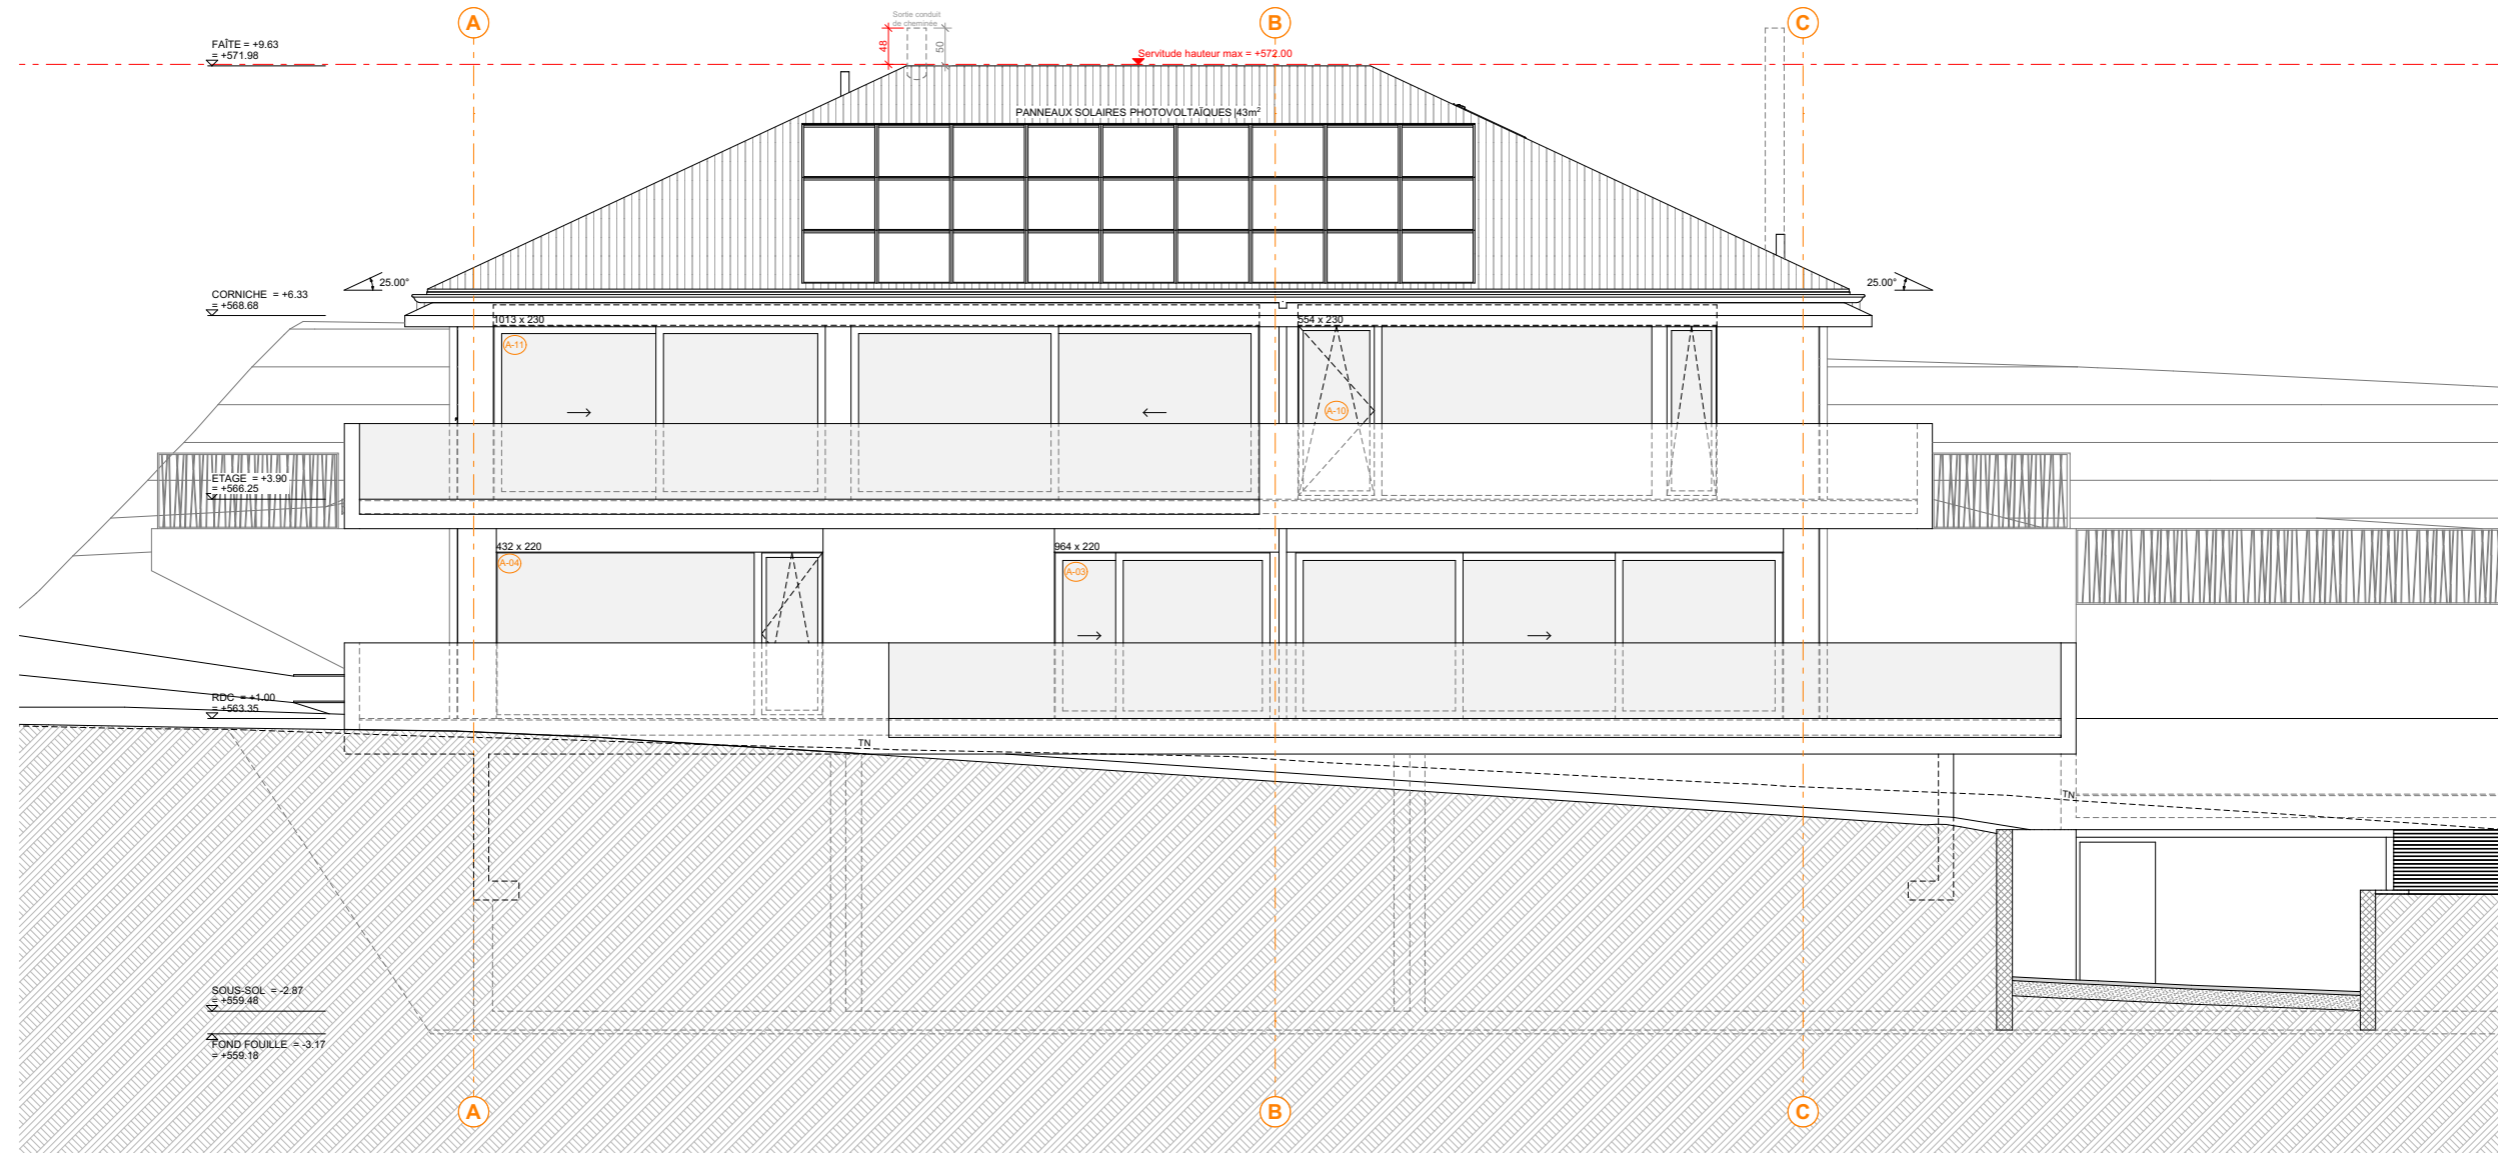 A
B
C
Sortie conduit
de cheminée
48
50
FAÎTE = +9.63
= +571.98
Servitude hauteur max = +572.00
PANNEAUX SOLAIRES PHOTOVOLTAÏQUES |43m²
25.00°
25.00°
CORNICHE = +6.33
= +568.68
1013 x 230
554 x 230
A-11
A-10
ETAGE = +3.90
= +566.25
432 x 220
964 x 220
A-04
A-03
RDC = +1.00
= +563.35
TN
TN
SOUS-SOL = -2.87
= +559.48
FOND FOUILLE = -3.17
= +559.18
A
B
C